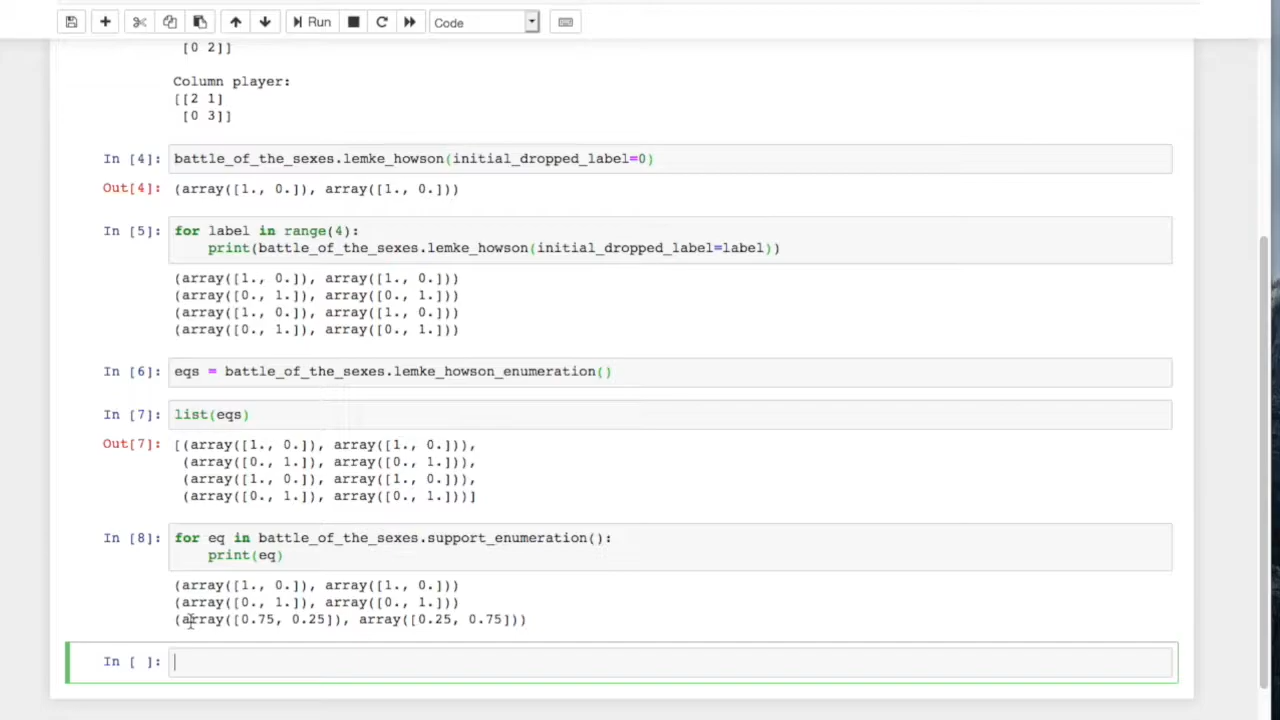 Run
Code
[0 2]]
Column player:
[[2 1]
[0 3]]
In [4]: battle_of_the_sexes.lemke_howson(initial_dropped_label=0)
Out[4]: (array([1., 0.]), array([1., 0.]))
In [5]: for label in range(4):
print(battle_of_the_sexes.lemke_howson(initial_dropped_label=label))
(array([1., 0.]), array([1., 0.]))
(array([0., 1.]), array([0., 1.]))
(array([1., 0.]), array([1., 0.]))
(array([0., 1.]), array([0., 1.]))
In [6]: eqs = battle_of_the_sexes.lemke_howson_enumeration()
In [7]: list(eqs)
Out[7]: [(array([1., 0.]), array([1., 0.])),
(array([0., 1.]), array([0., 1.])),
(array([1., 0.]), array([1., 0.])),
(array([0., 1.]), array([0., 1.]))]
In [8]: for eq in battle_of_the_sexes.support_enumeration():
print(eq)
(array([1., 0.]), array([1., 0.]))
(array([0., 1.]), array([0., 1.]))
(array([0.75, 0.25]), array([0.25, 0.75]))
In [ ]: